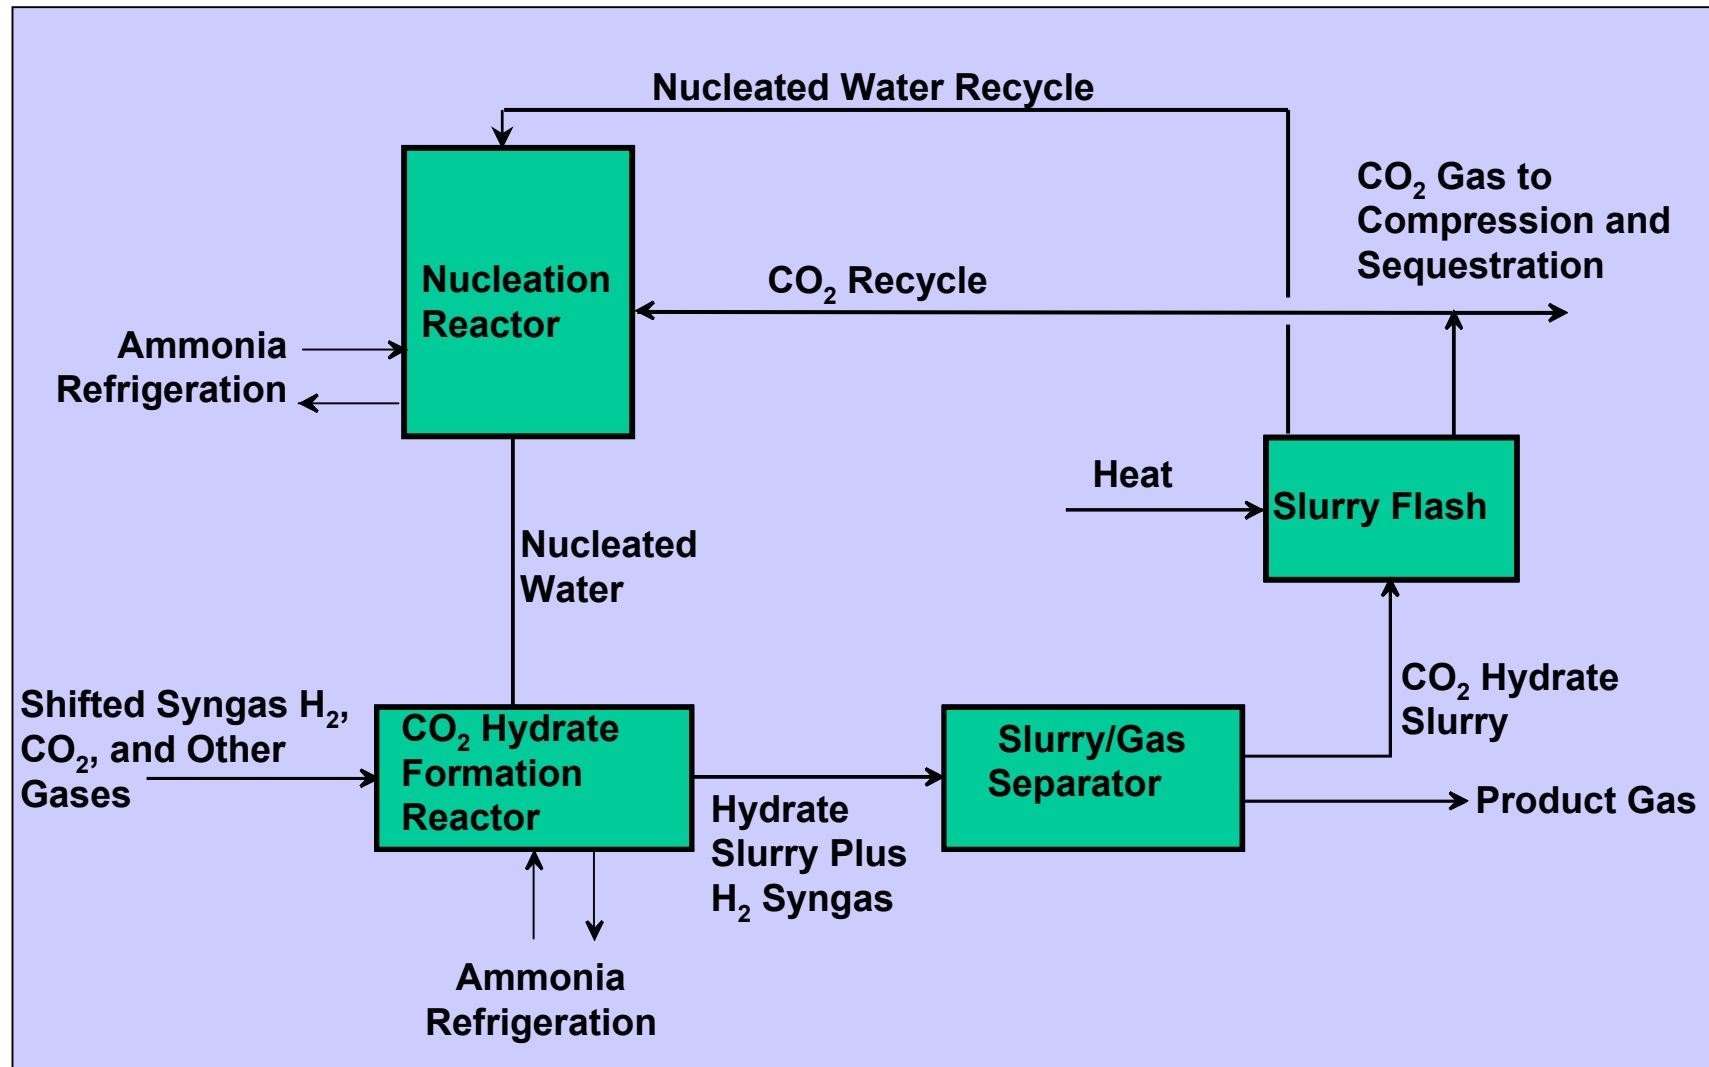 Nucleated Water Recycle
CO₂ Gas to
Compression and
Sequestration
Nucleation
Reactor
CO₂ Recycle
Ammonia
Refrigeration
Heat
Slurry Flash
Nucleated
Water
Shifted Syngas H₂,
CO₂, and Other
Gases
CO₂ Hydrate
Formation
Reactor
Slurry/Gas
Separator
CO₂ Hydrate
Slurry
Product Gas
Hydrate
Slurry Plus
H₂ Syngas
Ammonia
Refrigeration